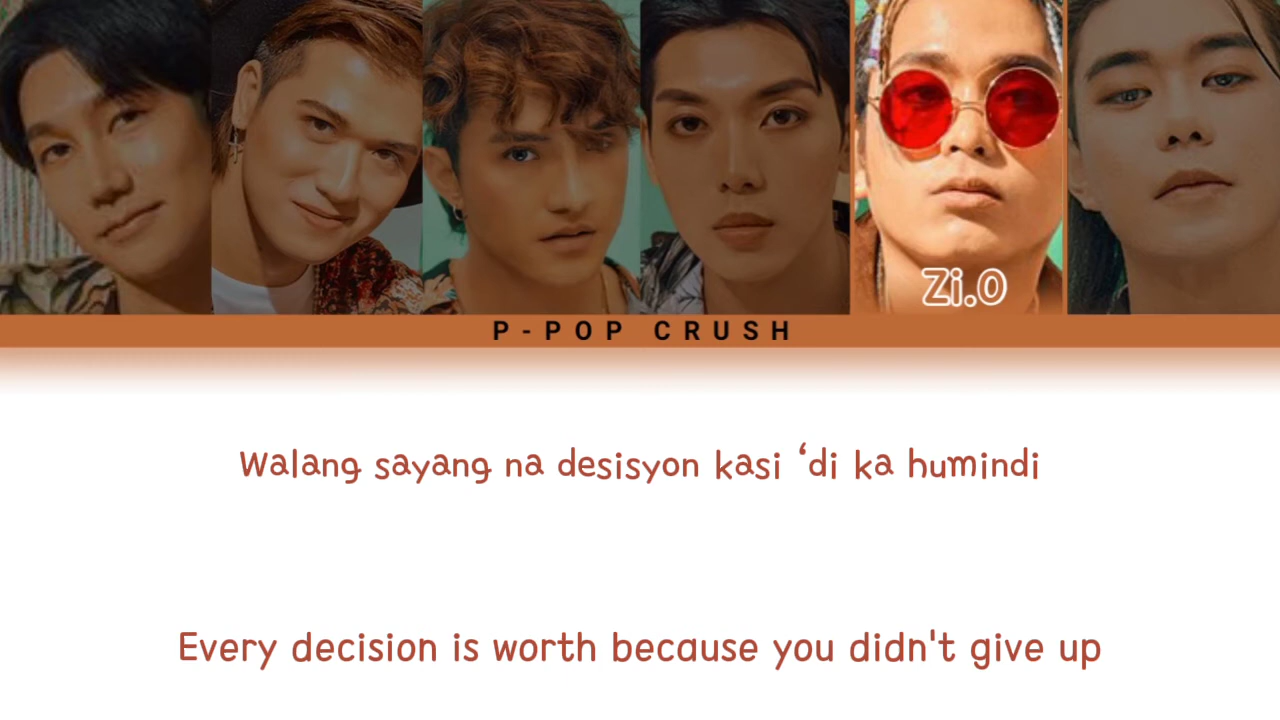 Zi.O
P-POP CRUSH
Walang sayang na desisyon kasi ‘di ka humindi
Every decision is worth because you didn't give up